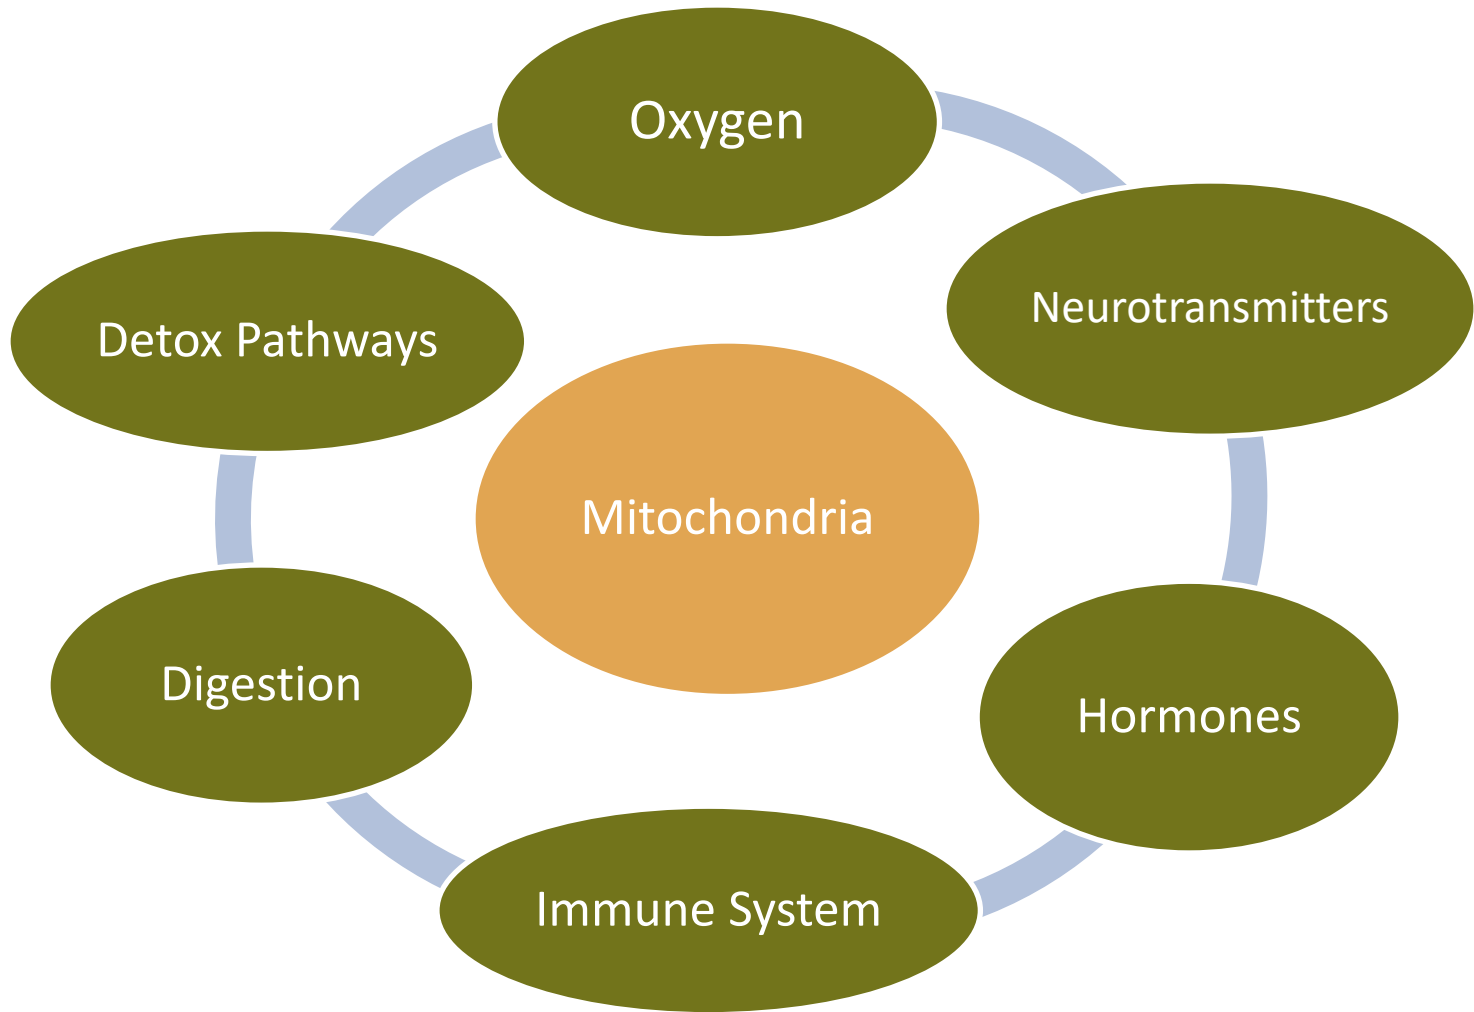 Oxygen
Neurotransmitters
Detox Pathways
Mitochondria
Digestion
Hormones
Immune System